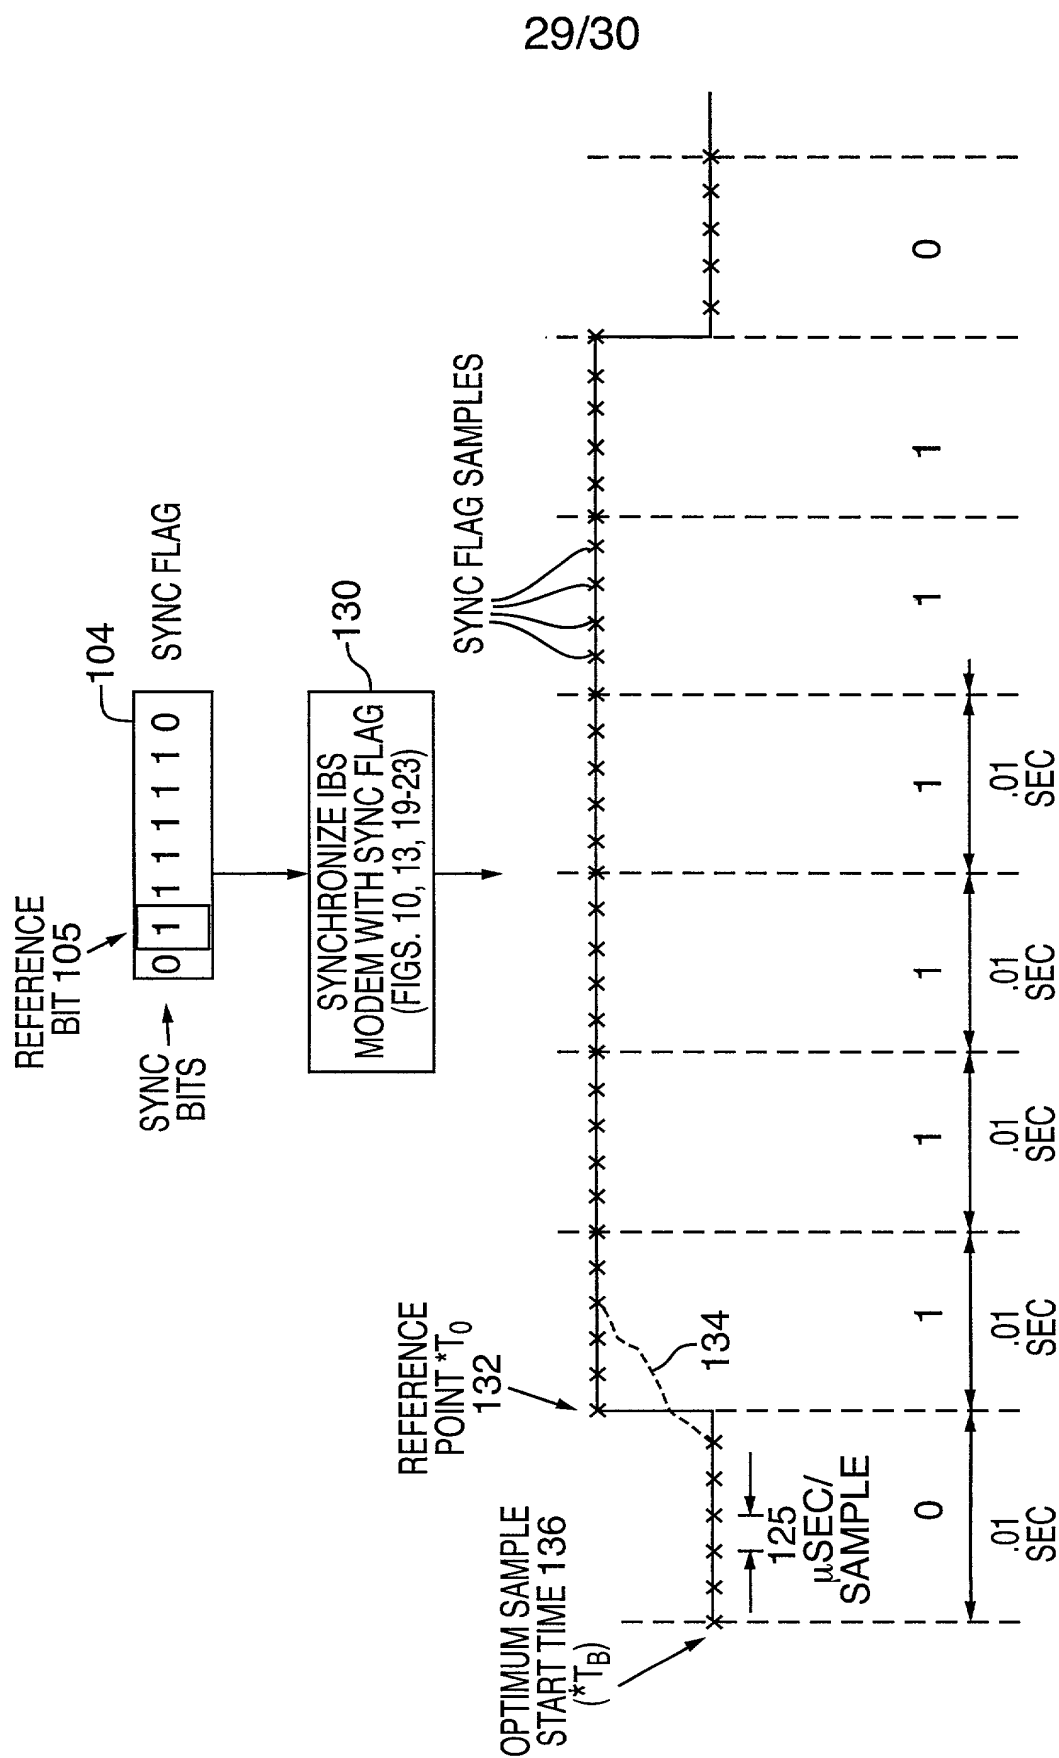 29/30
REFERENCE
BIT 105
SYNC
BITS
0 1 1 1 1 1 1 0
104
SYNC FLAG
SYNCHRONIZE IBS
MODEM WITH SYNC FLAG
(FIGS. 10, 13, 19-23)
130
SYNC FLAG SAMPLES
REFERENCE
POINT *T0
132
OPTIMUM SAMPLE
START TIME 136
(*TB)
134
125
µSEC/
SAMPLE
0 1 1 1 1 1 1 0
.01
SEC
.01
SEC
.01
SEC
.01
SEC
.01
SEC